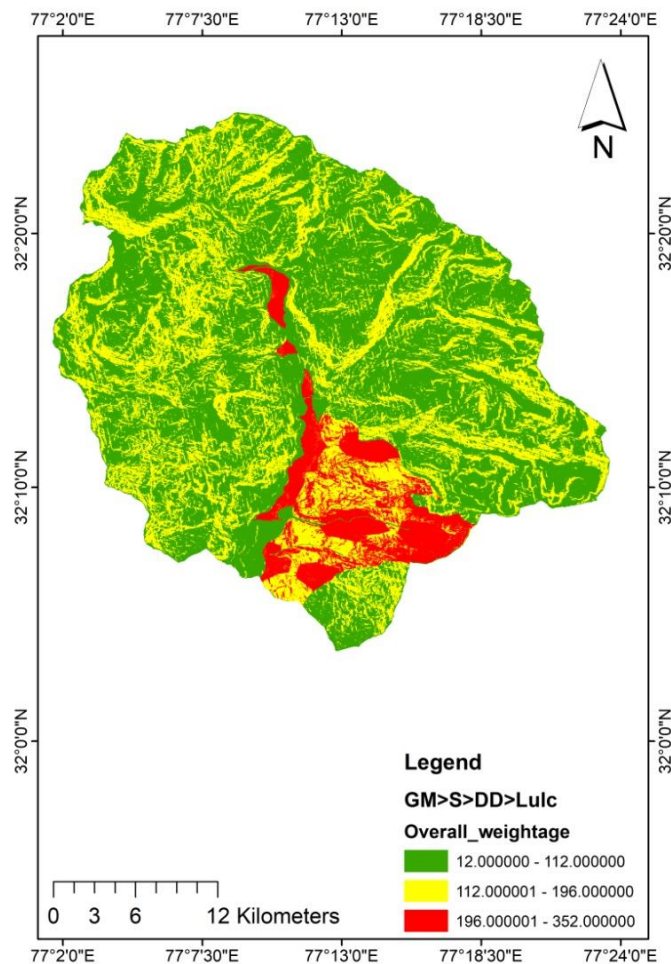 77°2'0"E 77°7'30"E 77°13'0"E 77°18'30"E 77°24'0"E
N
32°20'0"N 32°20'0"N
32°10'0"N 32°10'0"N
32°0'0"N 32°0'0"N
Legend
GM>S>DD>Lulc
Overall_weightage
12.000000 - 112.000000
112.000001 - 196.000000
196.000001 - 352.000000
0 3 6 12 Kilometers
77°2'0"E 77°7'30"E 77°13'0"E 77°18'30"E 77°24'0"E